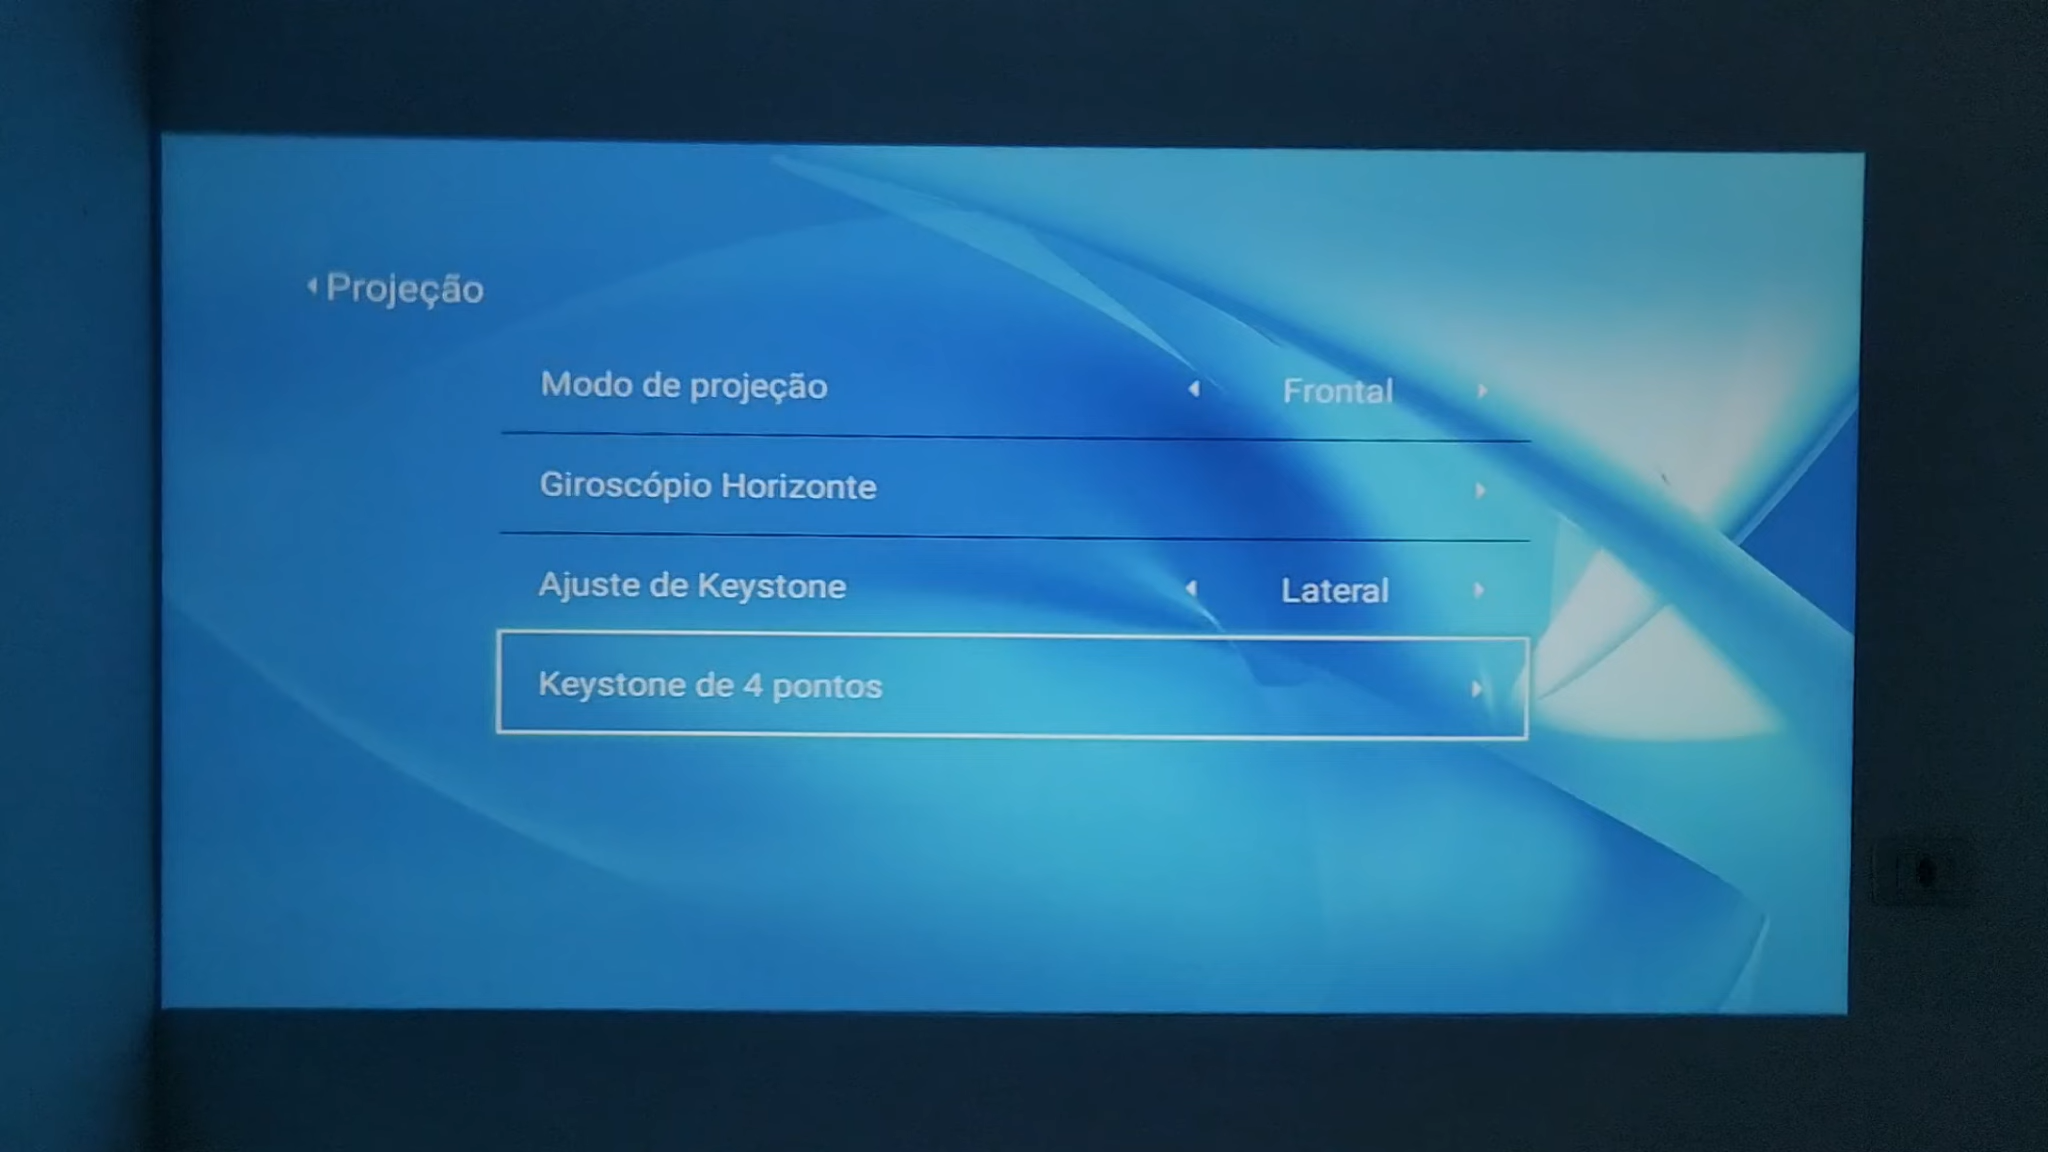 Projeção
Modo de projeção Frontal
Giroscópio Horizonte
Ajuste de Keystone Lateral
Keystone de 4 pontos